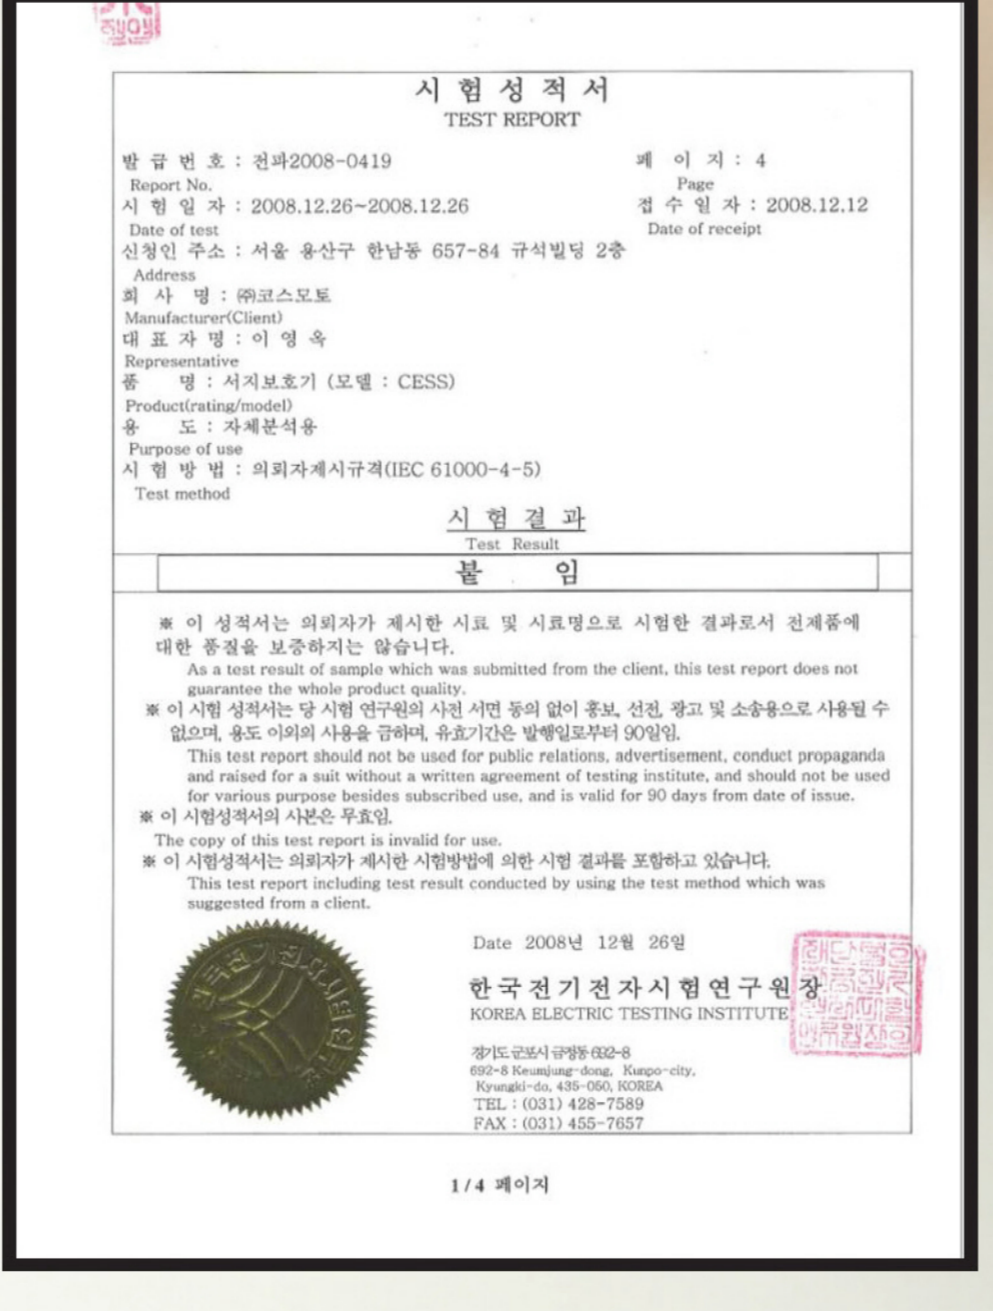 시 험 성 적 서
TEST REPORT
발 급 번 호 : 전파2008-0419 페 이 지 : 4
Report No. Page
시 험 일 자 : 2008.12.26~2008.12.26 접 수 일 자 : 2008.12.12
Date of test Date of receipt
신청인 주소 : 서울 용산구 한남동 657-84 규석빌딩 2층
Address
회 사 명 : ㈜코스모토
Manufacturer(Client)
대 표 자 명 : 이 영 옥
Representative
품 명 : 서지보호기 (모델 : CESS)
Product(rating/model)
용 도 : 자체분석용
Purpose of use
시 험 방 법 : 의뢰자제시규격(IEC 61000-4-5)
Test method
시 험 결 과
Test Result
붙 임
※ 이 성적서는 의뢰자가 제시한 시료 및 시료명으로 시험한 결과로서 전제품에
대한 품질을 보증하지는 않습니다.
As a test result of sample which was submitted from the client, this test report does not
guarantee the whole product quality.
※ 이 시험 성적서는 당 시험 연구원의 사전 서면 동의 없이 홍보, 선전, 광고 및 소송용으로 사용될 수
없으며, 용도 이외의 사용을 금하며, 유효기간은 발행일로부터 90일임.
This test report should not be used for public relations, advertisement, conduct propaganda
and raised for a suit without a written agreement of testing institute, and should not be used
for various purpose besides subscribed use, and is valid for 90 days from date of issue.
※ 이 시험성적서의 사본은 무효임.
The copy of this test report is invalid for use.
※ 이 시험성적서는 의뢰자가 제시한 시험방법에 의한 시험 결과를 포함하고 있습니다.
This test report including test result conducted by using the test method which was
suggested from a client.
Date 2008년 12월 26일
한국전기전자시험연구원장
KOREA ELECTRIC TESTING INSTITUTE
경기도 군포시 금정동 692-8
692-8 Keumjung-dong, Kunpo-city,
Kyungki-do, 435-050, KOREA
TEL : (031) 428-7589
FAX : (031) 455-7657
1/4 페이지